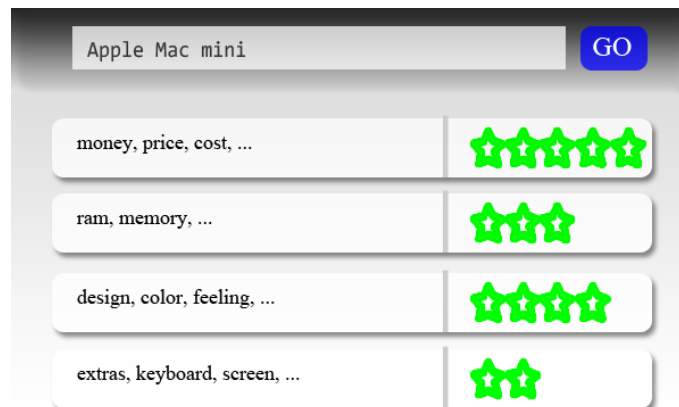 Apple Mac mini
GO
money, price, cost, ...
ram, memory, ...
design, color, feeling, ...
extras, keyboard, screen, ...